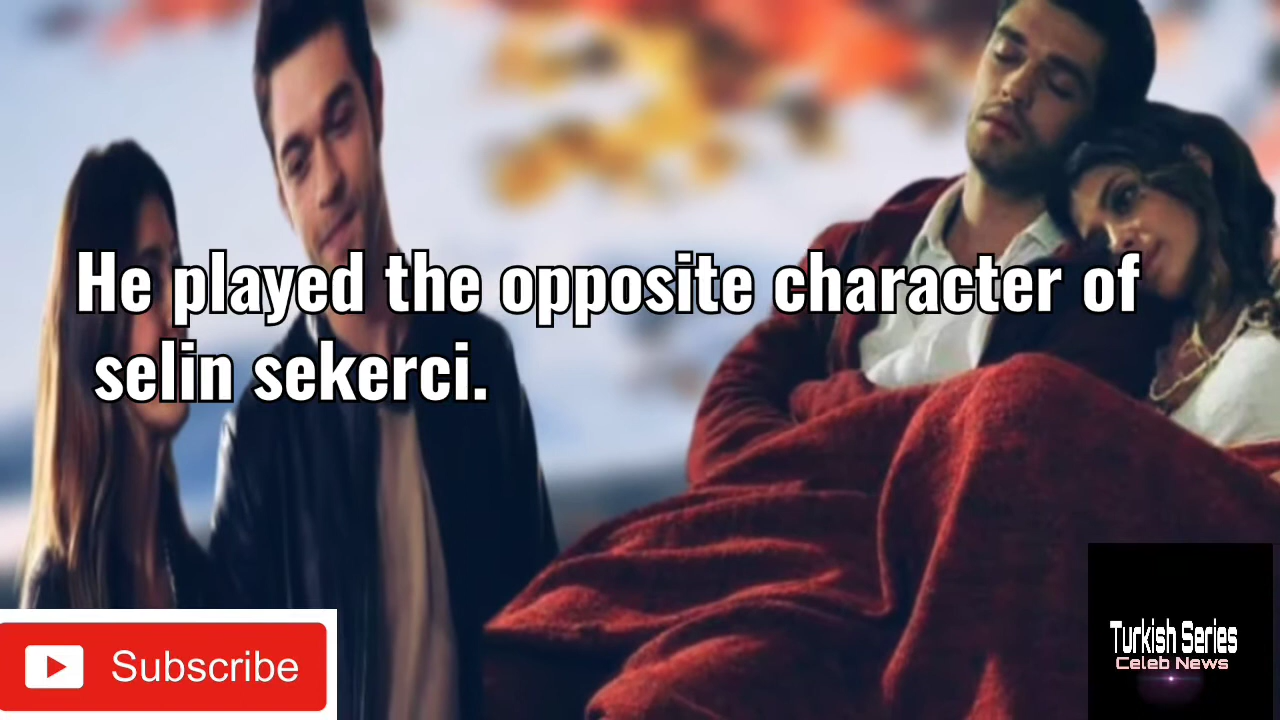 He played the opposite character of
selin sekerci.
Subscribe
Turkish Series
Celeb News